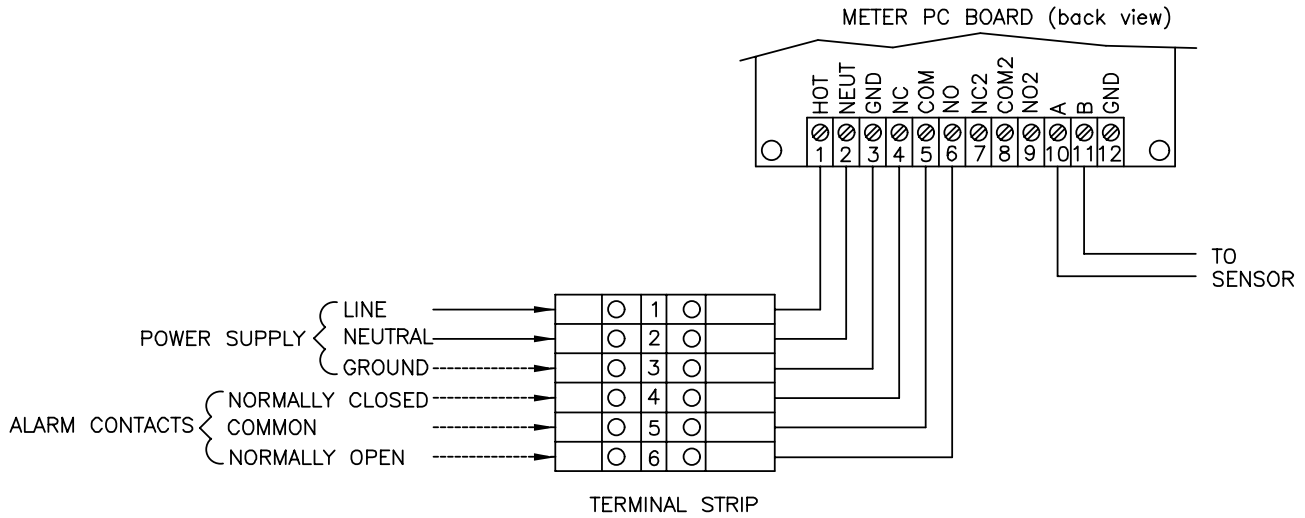 METER PC BOARD (back view)
HOT NEUT GND NC COM NO NC2 COM2 NO2 A B GND
1 2 3 4 5 6 7 8 9 10 11 12
TO
SENSOR
POWER SUPPLY
LINE
NEUTRAL
GROUND
ALARM CONTACTS
NORMALLY CLOSED
COMMON
NORMALLY OPEN
1
2
3
4
5
6
TERMINAL STRIP